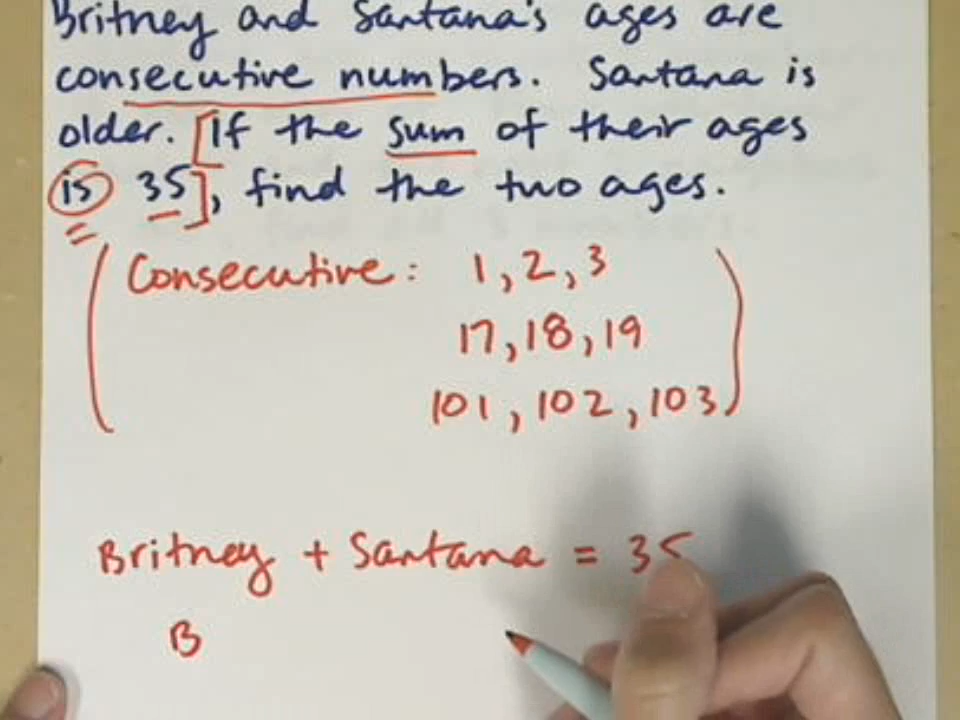 Britney and Santana's ages are
consecutive numbers. Santana is
older. [If the sum of their ages
is 35], find the two ages.
(Consecutive: 1, 2, 3
17, 18, 19
101, 102, 103)
Britney + Santana = 35
B